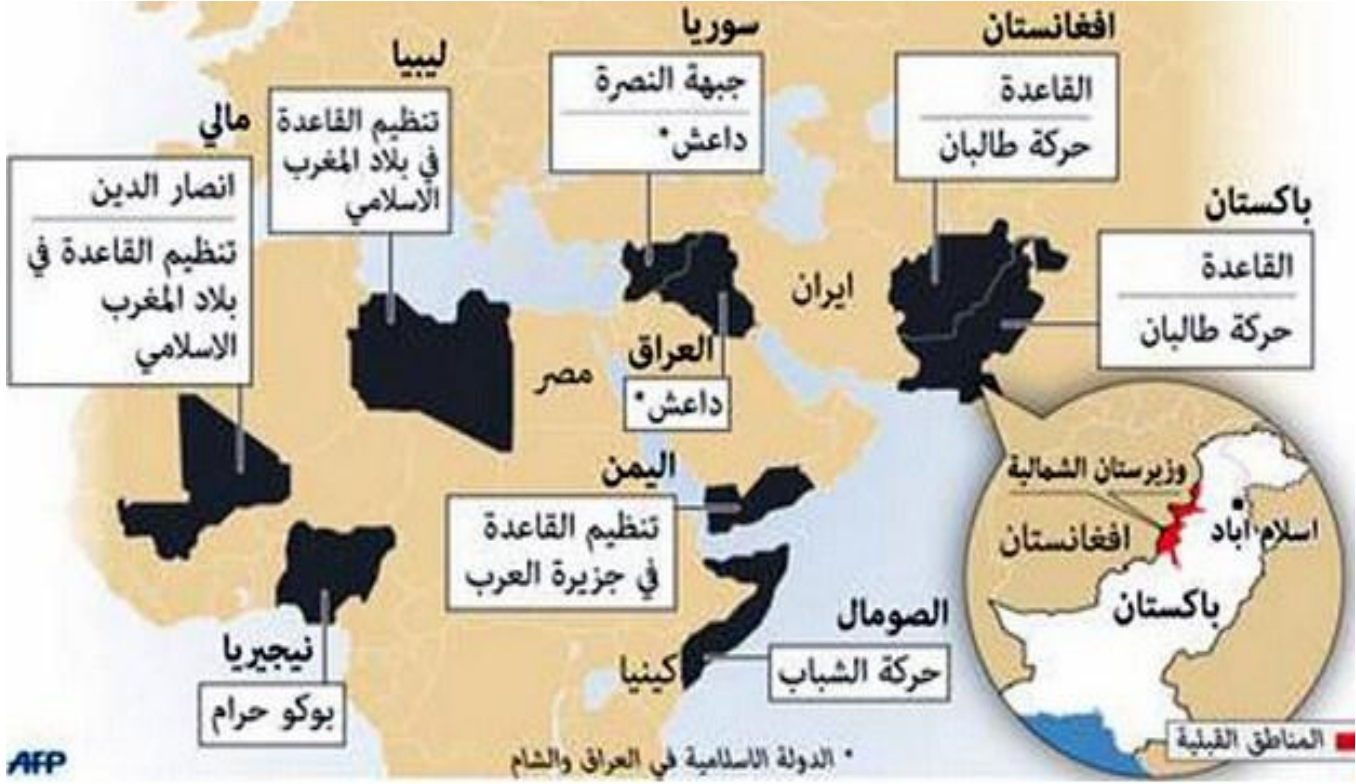 افغانستان
القاعدة
حركة طالبان
سوريا
جبهة النصرة
داعش*
ليبيا
تنظيم القاعدة
في بلاد المغرب
الاسلامي
مالي
انصار الدين
تنظيم القاعدة في
بلاد المغرب
الاسلامي
باكستان
القاعدة
حركة طالبان
ايران
العراق
داعش*
مصر
اليمن
تنظيم القاعدة
في جزيرة العرب
الصومال
حركة الشباب
كينيا
نيجيريا
بوكو حرام
وزيرستان الشمالية
اسلام اباد
افغانستان
باكستان
المناطق القبلية
* الدولة الاسلامية في العراق والشام
AFP